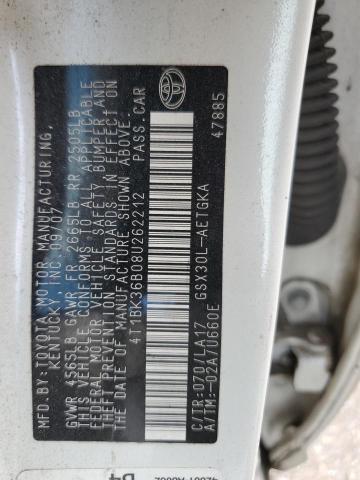 MFD. BY: TOYOTA MOTOR MANUFACTURING,
KENTUCKY, INC. 09/07
GVWR 4565LB GAWR FR 2665LB RR 2505LB
THIS VEHICLE CONFORMS TO ALL APPLICABLE
FEDERAL MOTOR VEHICLE SAFETY, BUMPER AND
THEFT PREVENTION STANDARDS IN EFFECT ON
THE DATE OF MANUFACTURE SHOWN ABOVE.
4T1BK36B08U262212 PASS.CAR
C/TR:070/LA17 GSX30L-AETGKA
A/TM:-02A/U660E
47885